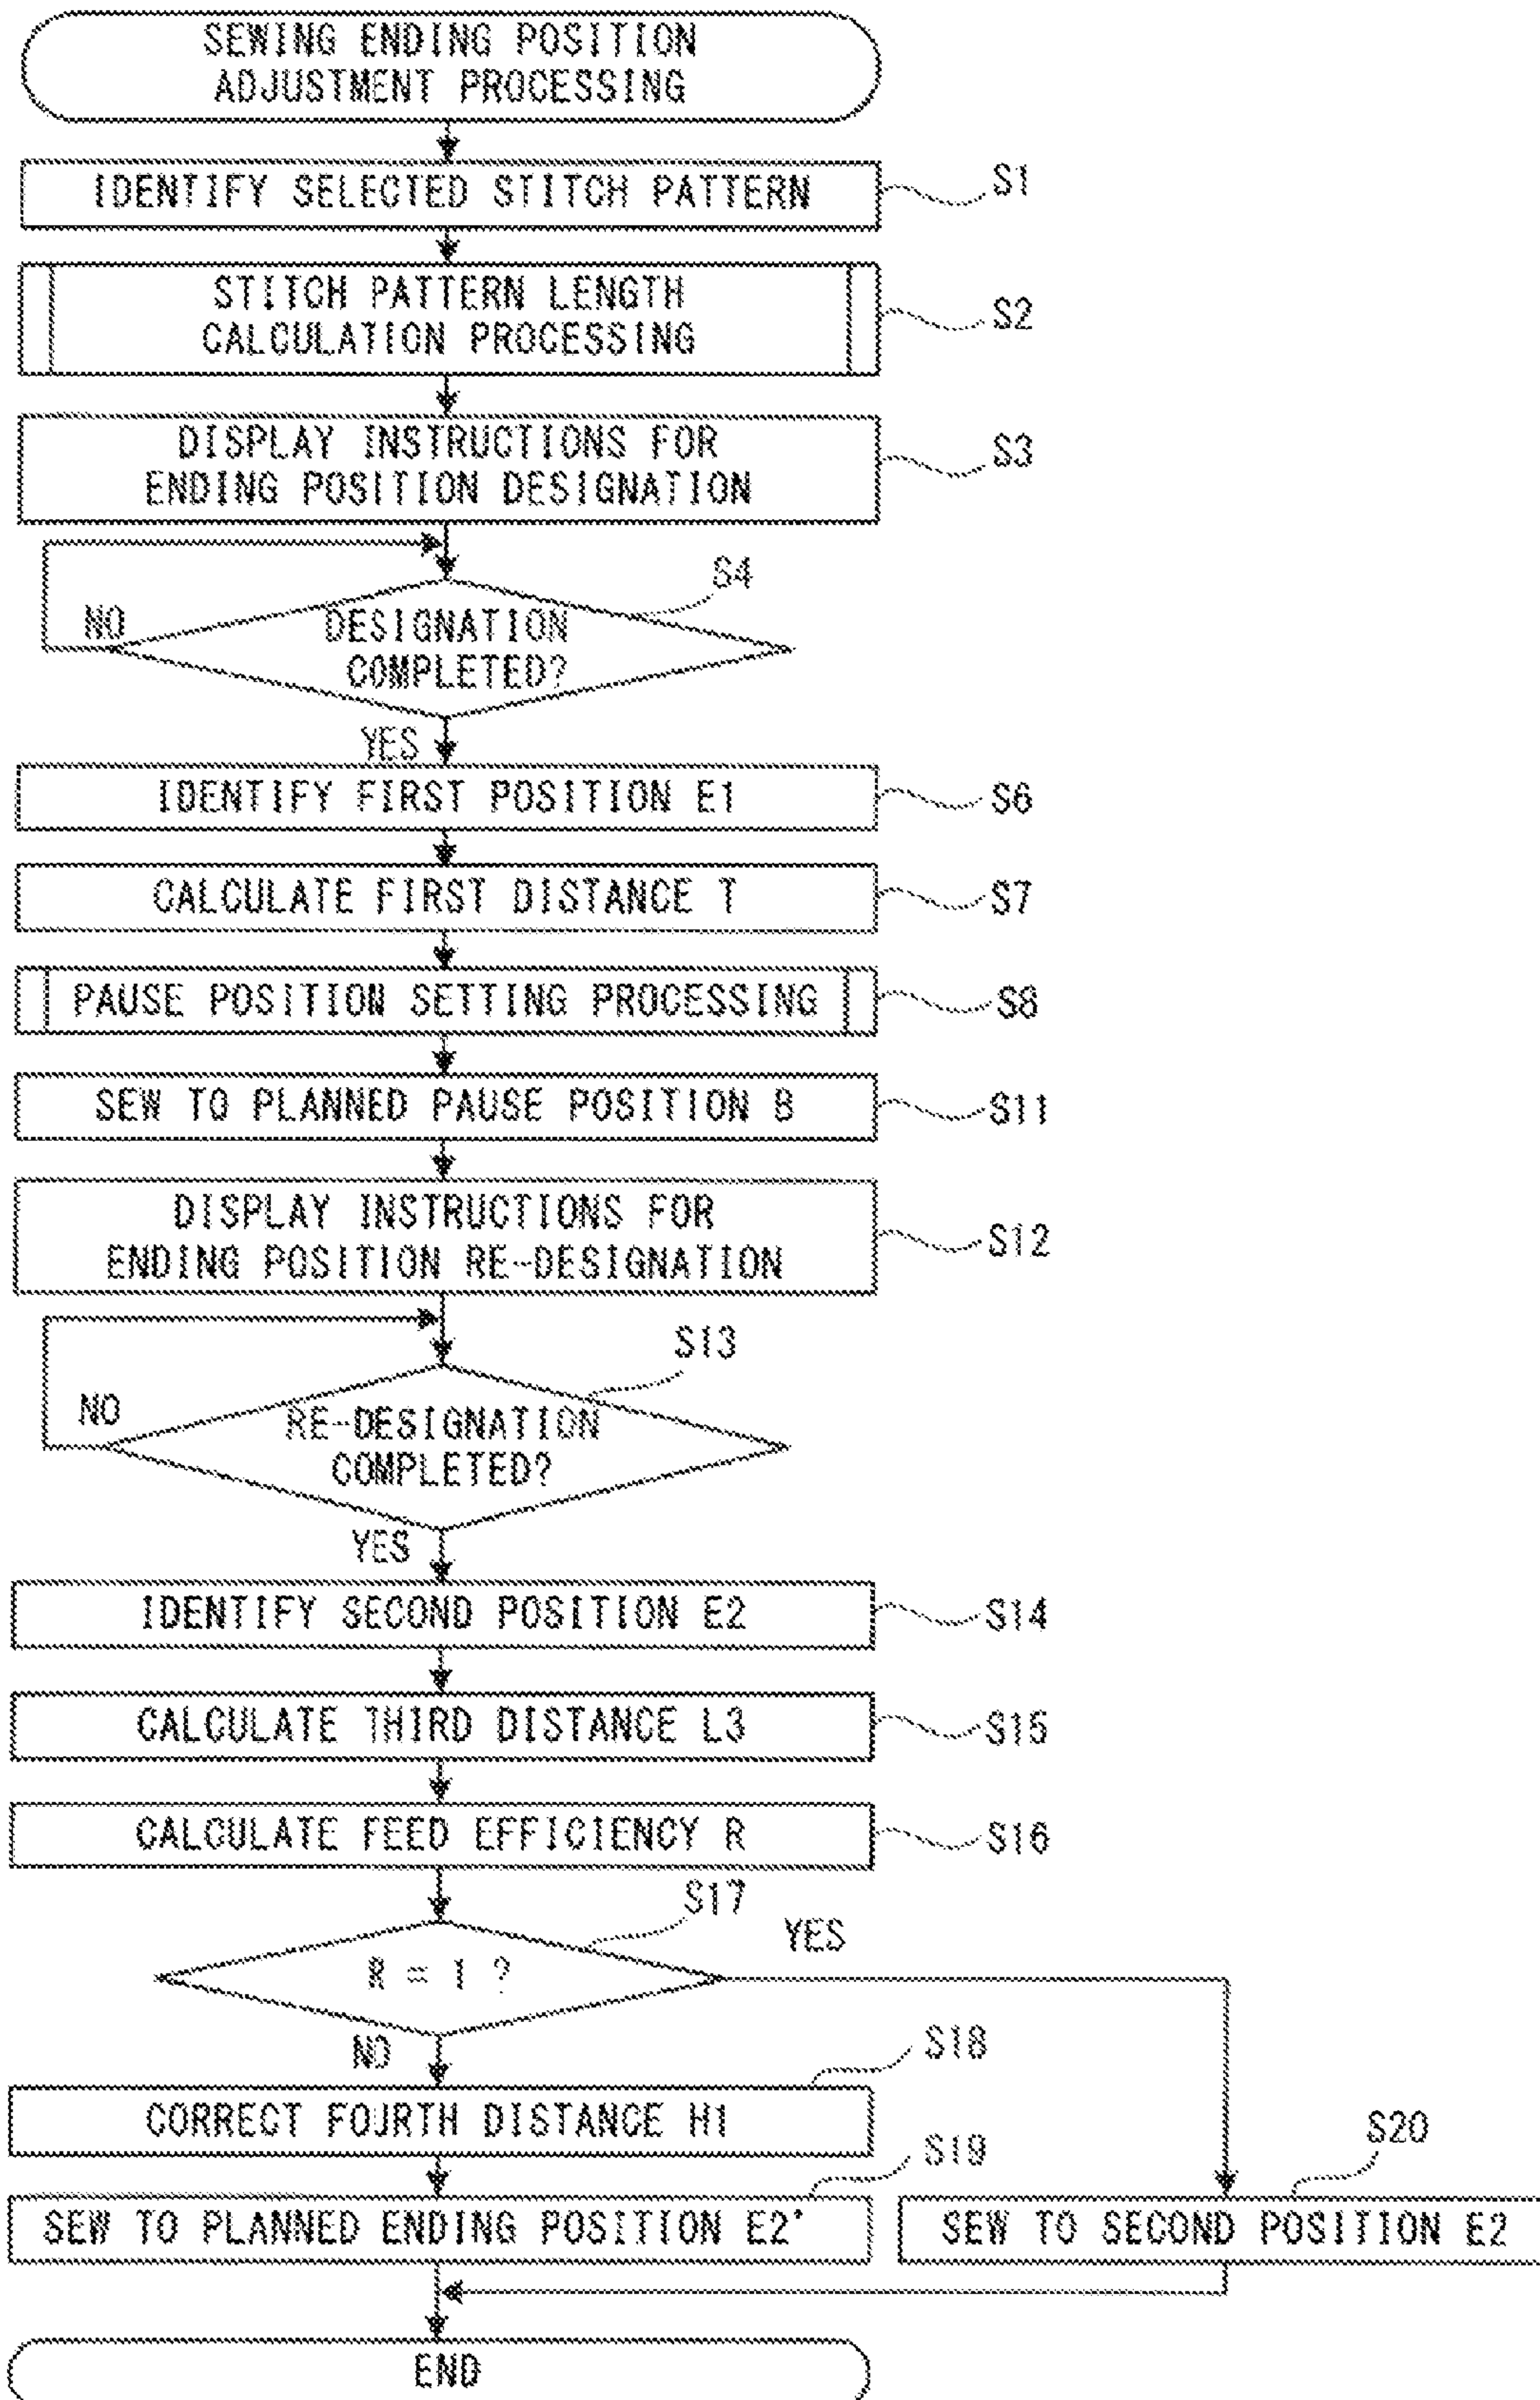 SEWING ENDING POSITION
ADJUSTMENT PROCESSING
IDENTIFY SELECTED STITCH PATTERN
S1
STITCH PATTERN LENGTH
CALCULATION PROCESSING
S2
DISPLAY INSTRUCTIONS FOR
ENDING POSITION DESIGNATION
S3
S4
NO
DESIGNATION
COMPLETED?
YES
IDENTIFY FIRST POSITION E1
S6
CALCULATE FIRST DISTANCE T
S7
PAUSE POSITION SETTING PROCESSING
S8
SEW TO PLANNED PAUSE POSITION B
S11
DISPLAY INSTRUCTIONS FOR
ENDING POSITION RE-DESIGNATION
S12
S13
NO
RE-DESIGNATION
COMPLETED?
YES
IDENTIFY SECOND POSITION E2
S14
CALCULATE THIRD DISTANCE L3
S15
CALCULATE FEED EFFICIENCY R
S16
S17
YES
R = 1 ?
NO
S18
CORRECT FOURTH DISTANCE H1
S19
S20
SEW TO PLANNED ENDING POSITION E2'
SEW TO SECOND POSITION E2
END